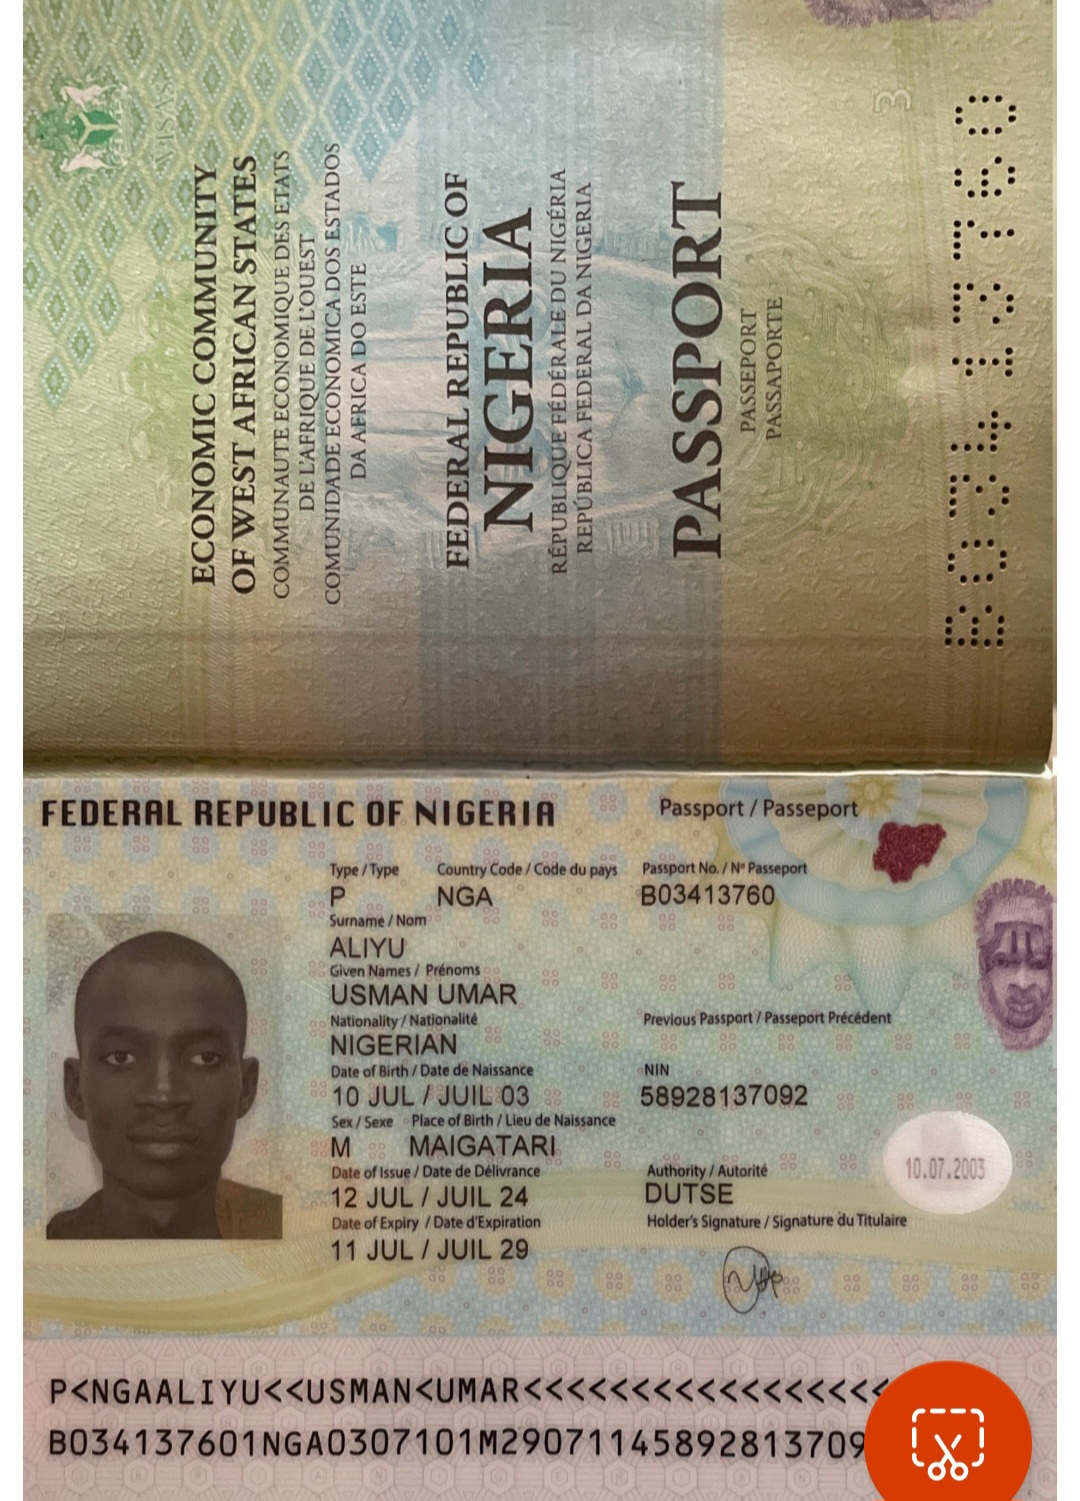 VISAS
3
ECONOMIC COMMUNITY
OF WEST AFRICAN STATES
COMMUNAUTE ECONOMIQUE DES ETATS
DE L'AFRIQUE DE L'OUEST
COMUNIDADE ECONOMICA DOS ESTADOS
DA AFRICA DO ESTE
FEDERAL REPUBLIC OF
NIGERIA
RÉPUBLIQUE FÉDÉRALE DU NIGÉRIA
REPÚBLICA FEDERAL DA NIGERIA
PASSPORT
PASSEPORT
PASSAPORTE
B03413760
FEDERAL REPUBLIC OF NIGERIA
Passport / Passeport
Type / Type Country Code / Code du pays Passport No. / Nº Passeport
P NGA B03413760
Surname / Nom
ALIYU
Given Names / Prénoms
USMAN UMAR
Nationality / Nationalité Previous Passport / Passeport Précédent
NIGERIAN
Date of Birth / Date de Naissance NIN
10 JUL / JUIL 03 58928137092
Sex / Sexe Place of Birth / Lieu de Naissance
M MAIGATARI
10.07.2003
Date of Issue / Date de Délivrance Authority / Autorité
12 JUL / JUIL 24 DUTSE
Date of Expiry / Date d'Expiration Holder's Signature / Signature du Titulaire
11 JUL / JUIL 29
P<NGAALIYU<<USMAN<UMAR<<<<<<<<<<<<<<<<<
B034137601NGA0307101M29071145892813709